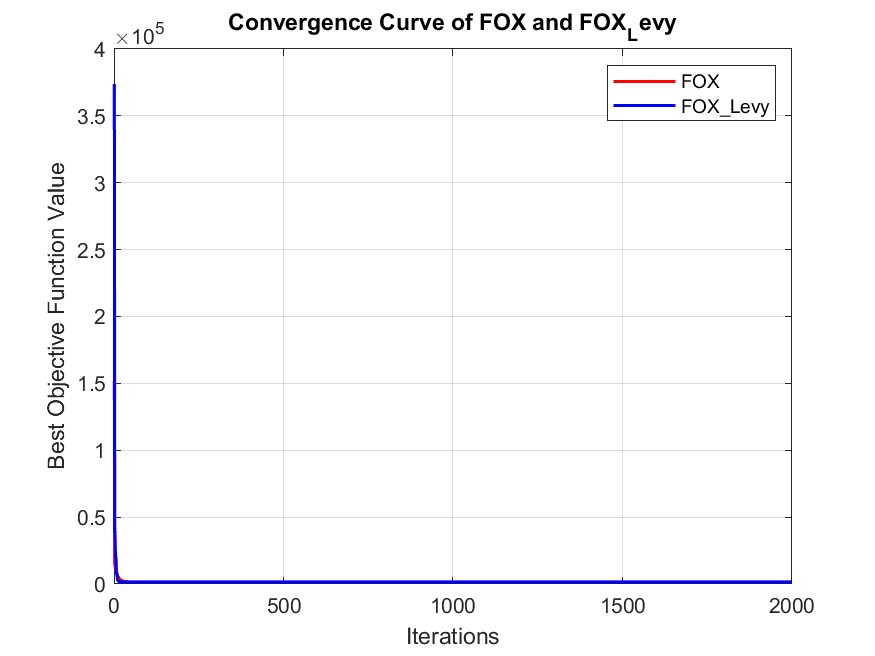 Convergence Curve of FOX and FOX_Levy
×10^5
4
3.5
3
2.5
2
1.5
1
0.5
0
Best Objective Function Value
FOX
FOX_Levy
0 500 1000 1500 2000
Iterations